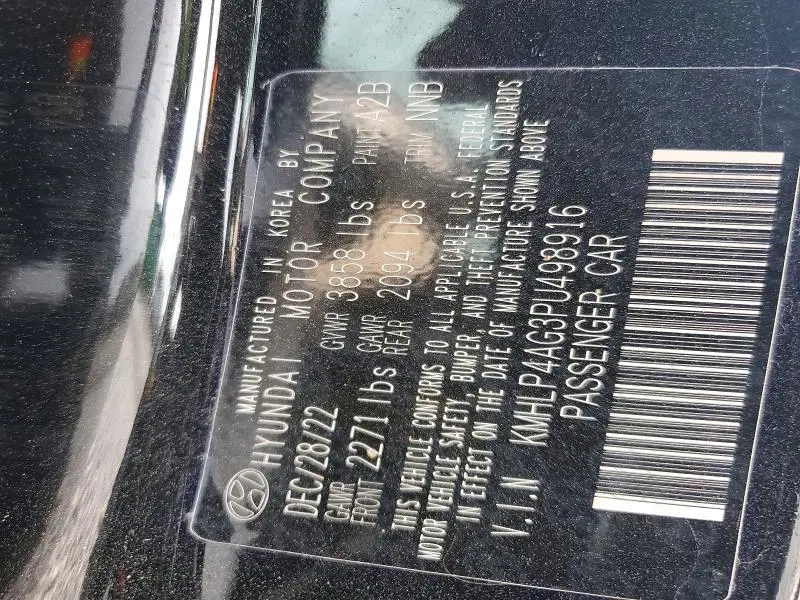 MANUFACTURED IN KOREA BY
HYUNDAI MOTOR COMPANY
DEC/28/22 GVWR 3858 lbs PAINT A2B
GAWR FRONT 2271 lbs GAWR REAR 2094 lbs TRIM NNB
THIS VEHICLE CONFORMS TO ALL APPLICABLE U.S.A. FEDERAL
MOTOR VEHICLE SAFETY, BUMPER, AND THEFT PREVENTION STANDARDS
IN EFFECT ON THE DATE OF MANUFACTURE SHOWN ABOVE
V.I.N KMHLP4AG3PU498916
PASSENGER CAR